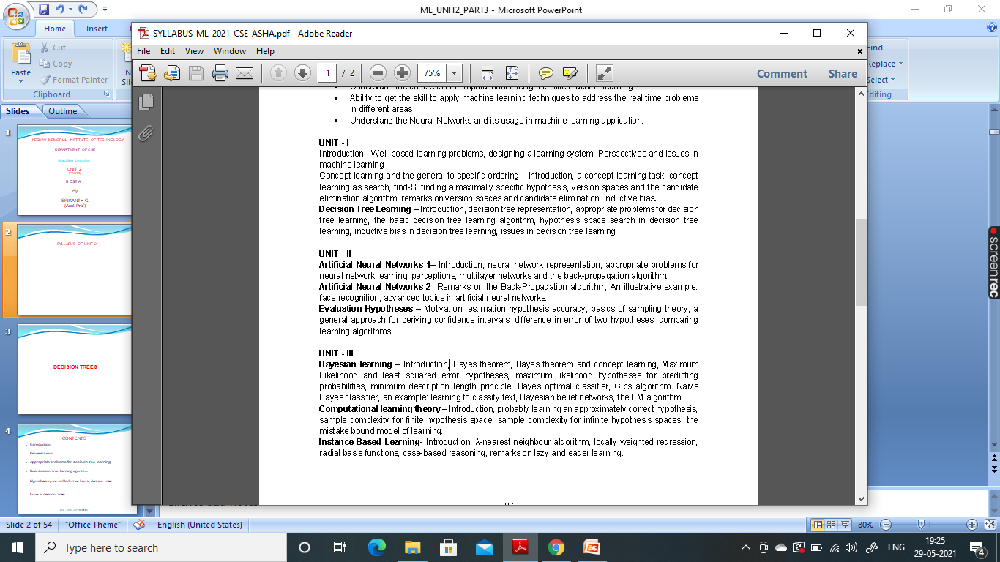 ML_UNIT2_PART3 - Microsoft PowerPoint
Home
Insert
Paste
Cut
Copy
Format Painter
Clipboard
Find
Replace
Select
Editing
Slides
Outline
1
KESHAV MEMORIAL INSTITUTE OF TECHNOLOGY
DEPARTMENT OF CSE
Machine Learning
UNIT 2
(PART3)
III CSE A
By
SRIKANTH G
(Asst Prof)
2
SYLLABUS OF UNIT 2
3
DECISION TREES
4
CONTENTS
Introduction
Representation
Appropriate problems for decision tree learning
Basic decision tree learning algorithm
Hypothesis space and Inductive bias in decision trees
Issues in decision trees
SYLLABUS-ML-2021-CSE-ASHA.pdf - Adobe Reader
File Edit View Window Help
1 / 2
75%
Comment
Share
Understand the concepts of computational intelligence like machine learning
• Ability to get the skill to apply machine learning techniques to address the real time problems
in different areas
• Understand the Neural Networks and its usage in machine learning application.
UNIT - I
Introduction - Well-posed learning problems, designing a learning system, Perspectives and issues in
machine learning
Concept learning and the general to specific ordering – introduction, a concept learning task, concept
learning as search, find-S: finding a maximally specific hypothesis, version spaces and the candidate
elimination algorithm, remarks on version spaces and candidate elimination, inductive bias.
Decision Tree Learning – Introduction, decision tree representation, appropriate problems for decision
tree learning, the basic decision tree learning algorithm, hypothesis space search in decision tree
learning, inductive bias in decision tree learning, issues in decision tree learning.
UNIT - II
Artificial Neural Networks-1– Introduction, neural network representation, appropriate problems for
neural network learning, perceptions, multilayer networks and the back-propagation algorithm.
Artificial Neural Networks-2- Remarks on the Back-Propagation algorithm, An illustrative example:
face recognition, advanced topics in artificial neural networks.
Evaluation Hypotheses – Motivation, estimation hypothesis accuracy, basics of sampling theory, a
general approach for deriving confidence intervals, difference in error of two hypotheses, comparing
learning algorithms.
UNIT - III
Bayesian learning – Introduction, Bayes theorem, Bayes theorem and concept learning, Maximum
Likelihood and least squared error hypotheses, maximum likelihood hypotheses for predicting
probabilities, minimum description length principle, Bayes optimal classifier, Gibs algorithm, Naïve
Bayes classifier, an example: learning to classify text, Bayesian belief networks, the EM algorithm.
Computational learning theory – Introduction, probably learning an approximately correct hypothesis,
sample complexity for finite hypothesis space, sample complexity for infinite hypothesis spaces, the
mistake bound model of learning.
Instance-Based Learning- Introduction, k-nearest neighbour algorithm, locally weighted regression,
radial basis functions, case-based reasoning, remarks on lazy and eager learning.
screenrec
Slide 2 of 54
"Office Theme"
English (United States)
80%
Type here to search
ENG
19:25
29-05-2021
4